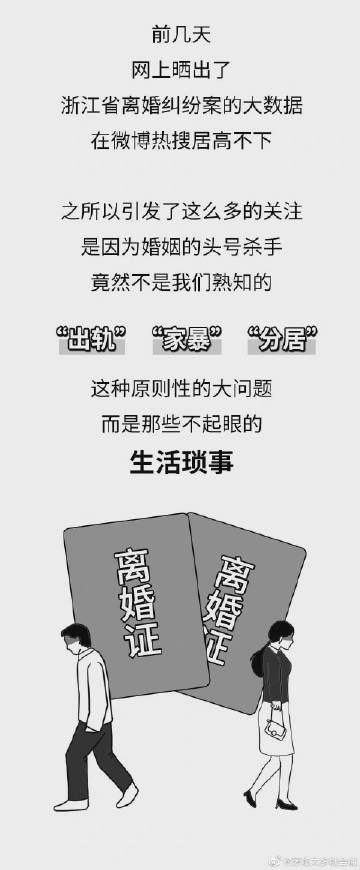 前几天
网上晒出了
浙江省离婚纠纷案的大数据
在微博热搜居高不下
之所以引发了这么多的关注
是因为婚姻的头号杀手
竟然不是我们熟知的
“出轨” “家暴” “分居”
这种原则性的大问题
而是那些不起眼的
生活琐事
离婚证
离婚证